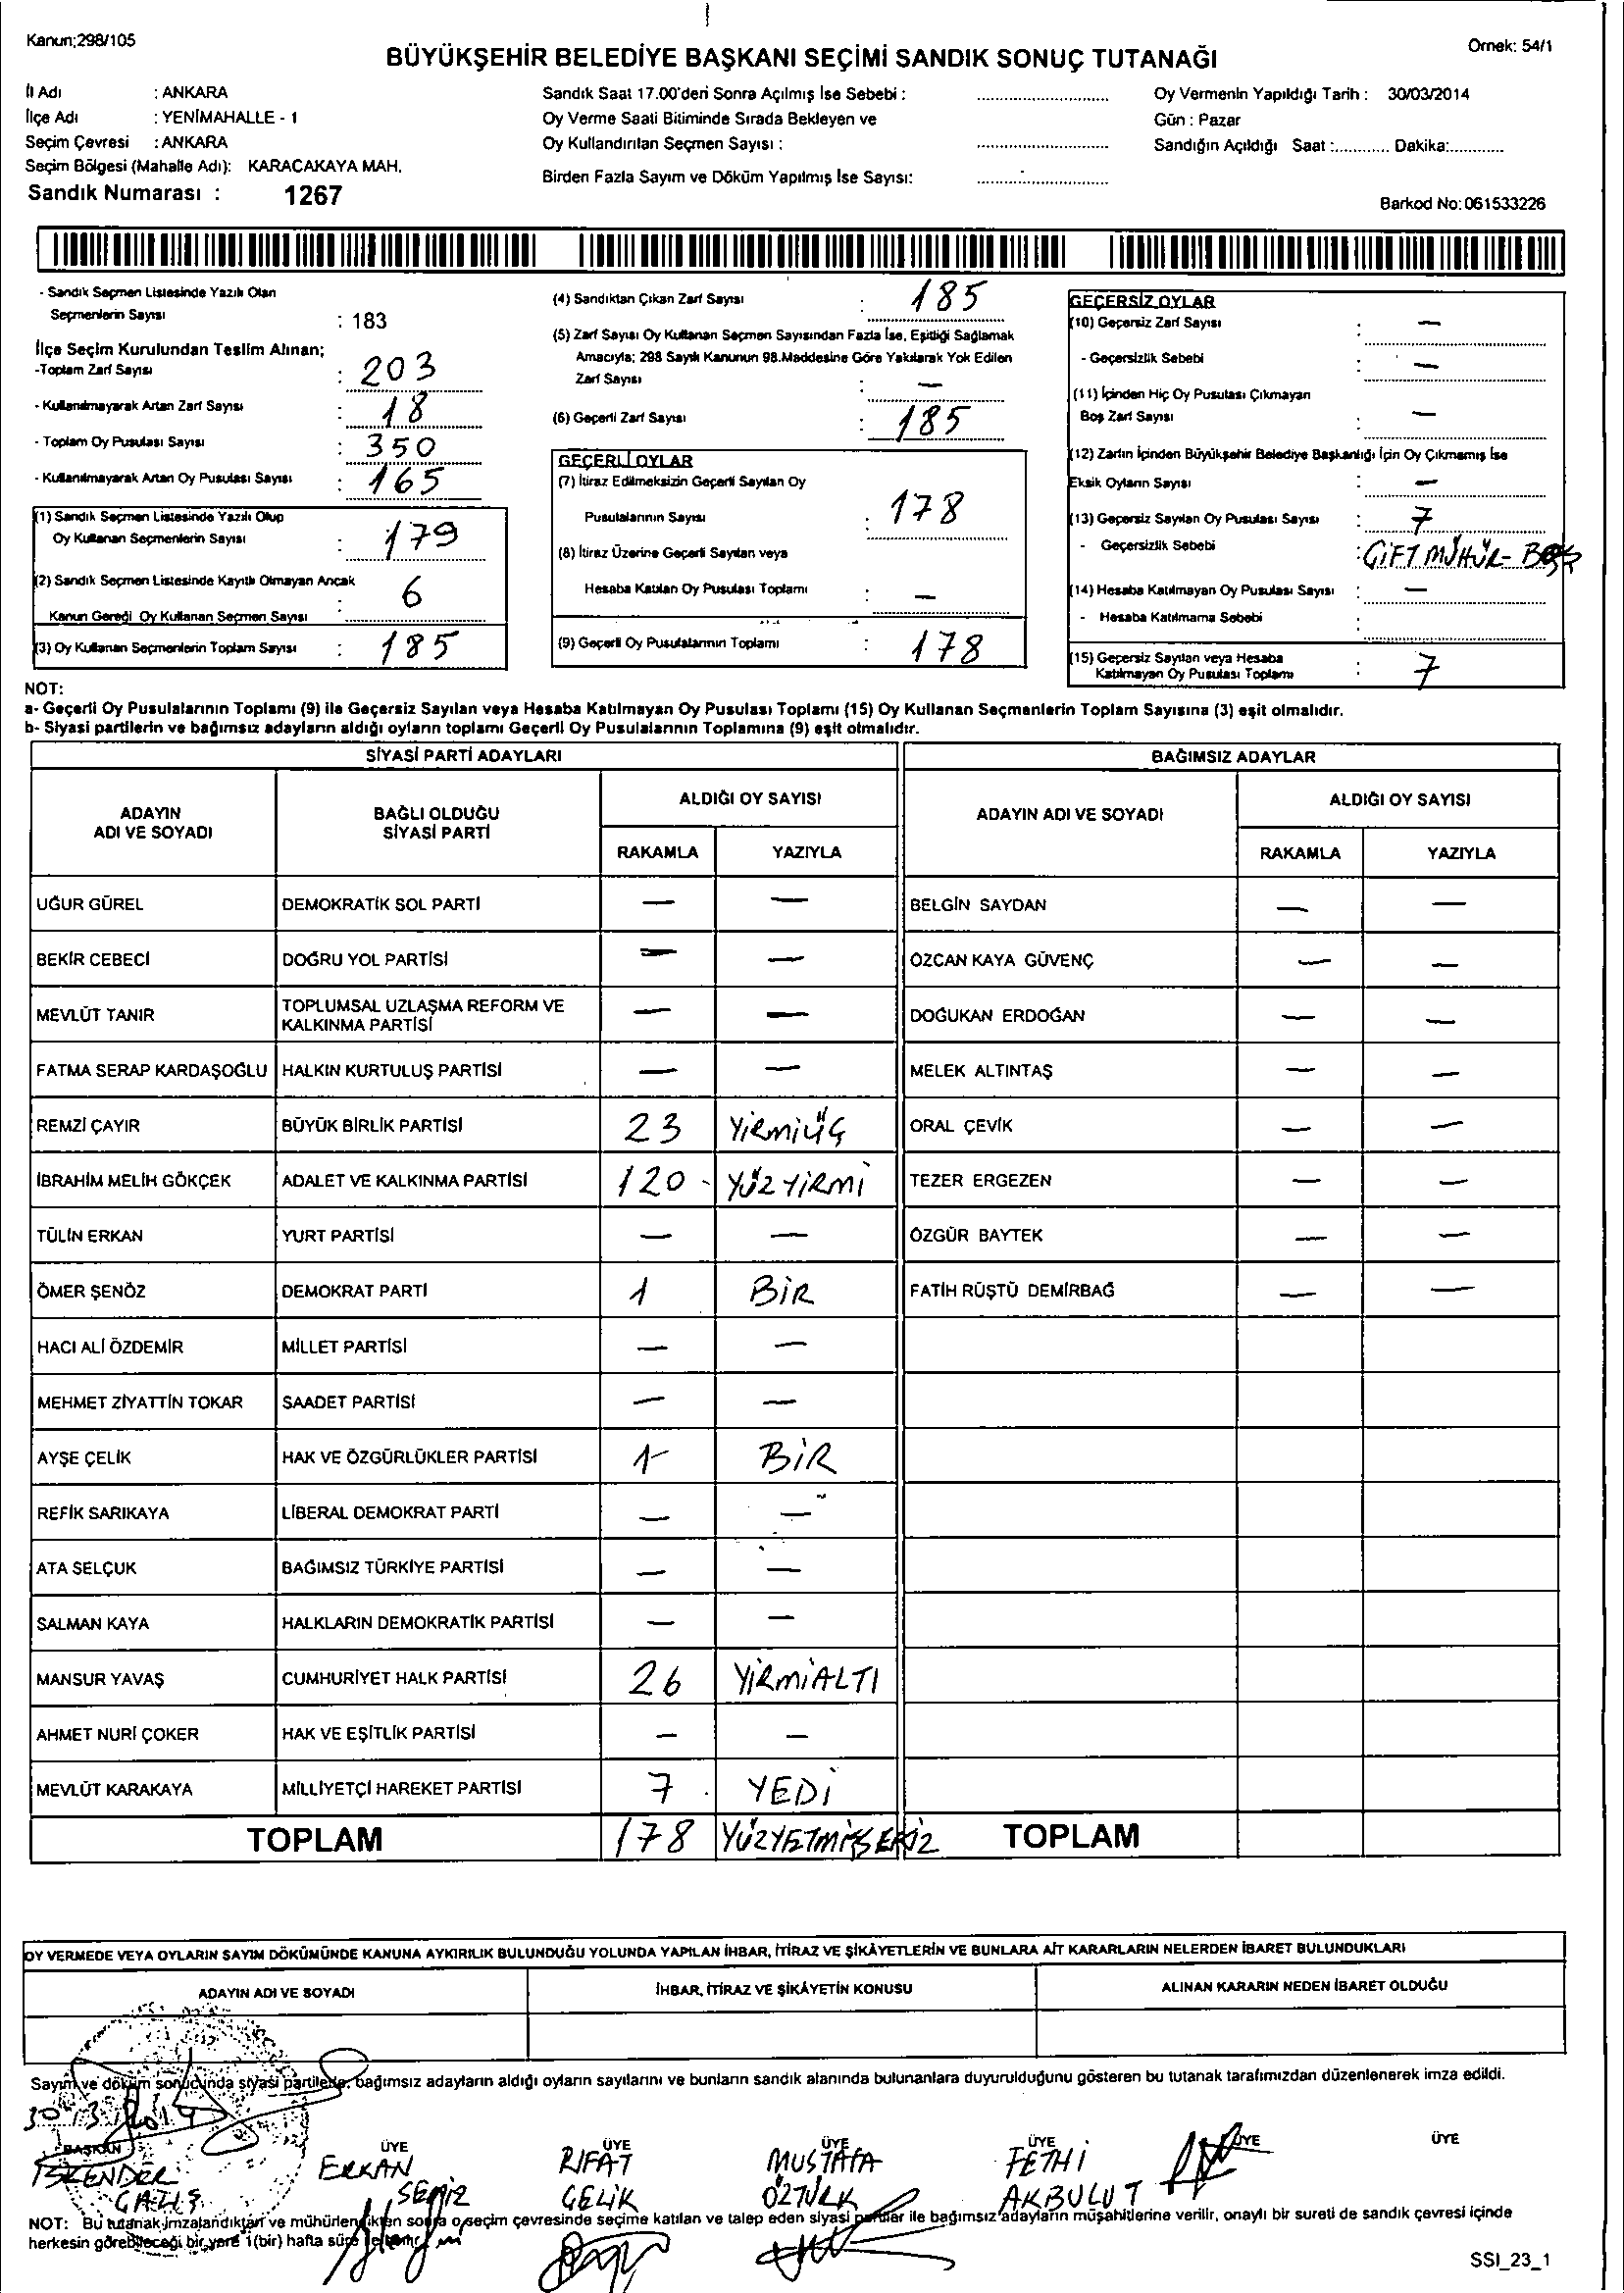 Kanun;298/105
Örnek: 54/1
BÜYÜKŞEHİR BELEDİYE BAŞKANI SEÇİMİ SANDIK SONUÇ TUTANAĞI
İl Adı : ANKARA
İlçe Adı : YENİMAHALLE - 1
Seçim Çevresi : ANKARA
Seçim Bölgesi (Mahalle Adı): KARACAKAYA MAH.
Sandık Numarası : 1267
Sandık Saat 17.00'den Sonra Açılmış İse Sebebi :
Oy Verme Saati Bitiminde Sırada Bekleyen ve
Oy Kullandırılan Seçmen Sayısı :
Birden Fazla Sayım ve Döküm Yapılmış İse Sayısı:
Oy Vermenin Yapıldığı Tarih : 30/03/2014
Gün : Pazar
Sandığın Açıldığı Saat :............ Dakika:............
Barkod No: 061533226
- Sandık Seçmen Listesinde Yazılı Olan
Seçmenlerin Sayısı : 183
İlçe Seçim Kurulundan Teslim Alınan;
-Toplam Zarf Sayısı : 203
- Kullanılmayarak Artan Zarf Sayısı : 18
- Toplam Oy Pusulası Sayısı : 350
- Kullanılmayarak Artan Oy Pusulası Sayısı : 165
(1) Sandık Seçmen Listesinde Yazılı Olup
Oy Kullanan Seçmenlerin Sayısı : 179
(2) Sandık Seçmen Listesinde Kayıtlı Olmayan Ancak
Kanun Gereği Oy Kullanan Seçmen Sayısı : 6
(3) Oy Kullanan Seçmenlerin Toplam Sayısı : 185
(4) Sandıktan Çıkan Zarf Sayısı : 185
(5) Zarf Sayısı Oy Kullanan Seçmen Sayısından Fazla İse, Eşitliği Sağlamak
Amacıyla; 298 Sayılı Kanunun 98.Maddesine Göre Yakılarak Yok Edilen
Zarf Sayısı : —
(6) Geçerli Zarf Sayısı : 185
GEÇERLİ OYLAR
(7) İtiraz Edilmeksizin Geçerli Sayılan Oy
Pusulalarının Sayısı : 178
(8) İtiraz Üzerine Geçerli Sayılan veya
Hesaba Katılan Oy Pusulası Toplamı : —
(9) Geçerli Oy Pusulalarının Toplamı : 178
GEÇERSİZ OYLAR
(10) Geçersiz Zarf Sayısı : —
- Geçersizlik Sebebi : —
(11) İçinden Hiç Oy Pusulası Çıkmayan
Boş Zarf Sayısı : —
(12) Zarfın İçinden Büyükşehir Belediye Başkanlığı İçin Oy Çıkmamış İse
Eksik Oyların Sayısı : —
(13) Geçersiz Sayılan Oy Pusulası Sayısı : 7
- Geçersizlik Sebebi : ÇİFT MÜHÜR- BOŞ
(14) Hesaba Katılmayan Oy Pusulası Sayısı : —
- Hesaba Katılmama Sebebi :
(15) Geçersiz Sayılan veya Hesaba
Katılmayan Oy Pusulası Toplamı : 7
NOT:
a- Geçerli Oy Pusulalarının Toplamı (9) ile Geçersiz Sayılan veya Hesaba Katılmayan Oy Pusulası Toplamı (15) Oy Kullanan Seçmenlerin Toplam Sayısına (3) eşit olmalıdır.
b- Siyasi partilerin ve bağımsız adayların aldığı oyların toplamı Geçerli Oy Pusulalarının Toplamına (9) eşit olmalıdır.
SİYASİ PARTİ ADAYLARI BAĞIMSIZ ADAYLAR
ADAYIN ADI VE SOYADI BAĞLI OLDUĞU SİYASİ PARTİ ALDIĞI OY SAYISI ADAYIN ADI VE SOYADI ALDIĞI OY SAYISI
RAKAMLA YAZIYLA RAKAMLA YAZIYLA
UĞUR GÜREL DEMOKRATİK SOL PARTİ — — BELGİN SAYDAN — —
BEKİR CEBECİ DOĞRU YOL PARTİSİ — — ÖZCAN KAYA GÜVENÇ — —
MEVLÜT TANIR TOPLUMSAL UZLAŞMA REFORM VE KALKINMA PARTİSİ — — DOĞUKAN ERDOĞAN — —
FATMA SERAP KARDAŞOĞLU HALKIN KURTULUŞ PARTİSİ — — MELEK ALTINTAŞ — —
REMZİ ÇAYIR BÜYÜK BİRLİK PARTİSİ 23 YİRMİÜÇ ORAL ÇEVİK — —
İBRAHİM MELİH GÖKÇEK ADALET VE KALKINMA PARTİSİ 120 YÜZ YİRMİ TEZER ERGEZEN — —
TÜLİN ERKAN YURT PARTİSİ — — ÖZGÜR BAYTEK — —
ÖMER ŞENÖZ DEMOKRAT PARTİ 1 BİR FATİH RÜŞTÜ DEMİRBAĞ — —
HACI ALİ ÖZDEMİR MİLLET PARTİSİ — —
MEHMET ZİYATTİN TOKAR SAADET PARTİSİ — —
AYŞE ÇELİK HAK VE ÖZGÜRLÜKLER PARTİSİ 1 BİR
REFİK SARIKAYA LİBERAL DEMOKRAT PARTİ — —
ATA SELÇUK BAĞIMSIZ TÜRKİYE PARTİSİ — —
SALMAN KAYA HALKLARIN DEMOKRATİK PARTİSİ — —
MANSUR YAVAŞ CUMHURİYET HALK PARTİSİ 26 YİRMİALTI
AHMET NURİ ÇOKER HAK VE EŞİTLİK PARTİSİ — —
MEVLÜT KARAKAYA MİLLİYETÇİ HAREKET PARTİSİ 7 YEDİ
TOPLAM 178 YÜZYETMİŞSEKİZ TOPLAM
OY VERMEDE VEYA OYLARIN SAYIM DÖKÜMÜNDE KANUNA AYKIRILIK BULUNDUĞU YOLUNDA YAPILAN İHBAR, İTİRAZ VE ŞİKÂYETLERİN VE BUNLARA AİT KARARLARIN NELERDEN İBARET BULUNDUKLARI
ADAYIN ADI VE SOYADI İHBAR, İTİRAZ VE ŞİKÂYETİN KONUSU ALINAN KARARIN NEDEN İBARET OLDUĞU
Sayım ve döküm sonucunda siyasi partilerle, bağımsız adayların aldığı oyların sayılarını ve bunların sandık alanında bulunanlara duyurulduğunu gösteren bu tutanak tarafımızdan düzenlenerek imza edildi.
30/3/2014
BAŞKAN ÜYE ÜYE ÜYE ÜYE ÜYE ÜYE
İSKENDER ERKAN RIFAT MUSTAFA FETHİ
SEMİZ ÇELİK ÖZTÜRK AKBULUT
NOT: Bu tutanak imzalandıktan ve mühürlendikten sonra o seçim çevresinde seçime katılan ve talep eden siyasi partiler ile bağımsız adayların müşahitlerine verilir, onaylı bir sureti de sandık çevresi içinde
herkesin görebileceği bir yere 1(bir) hafta süre
SSI_23_1